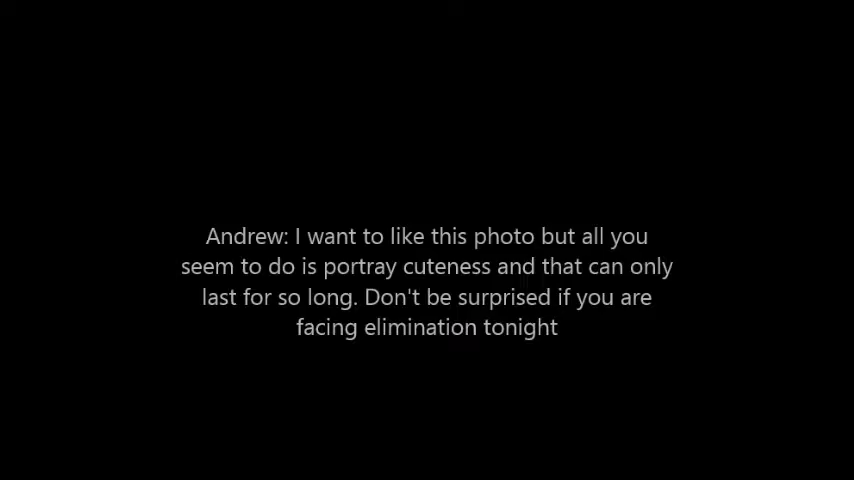 Andrew: I want to like this photo but all you
seem to do is portray cuteness and that can only
last for so long. Don't be surprised if you are
facing elimination tonight